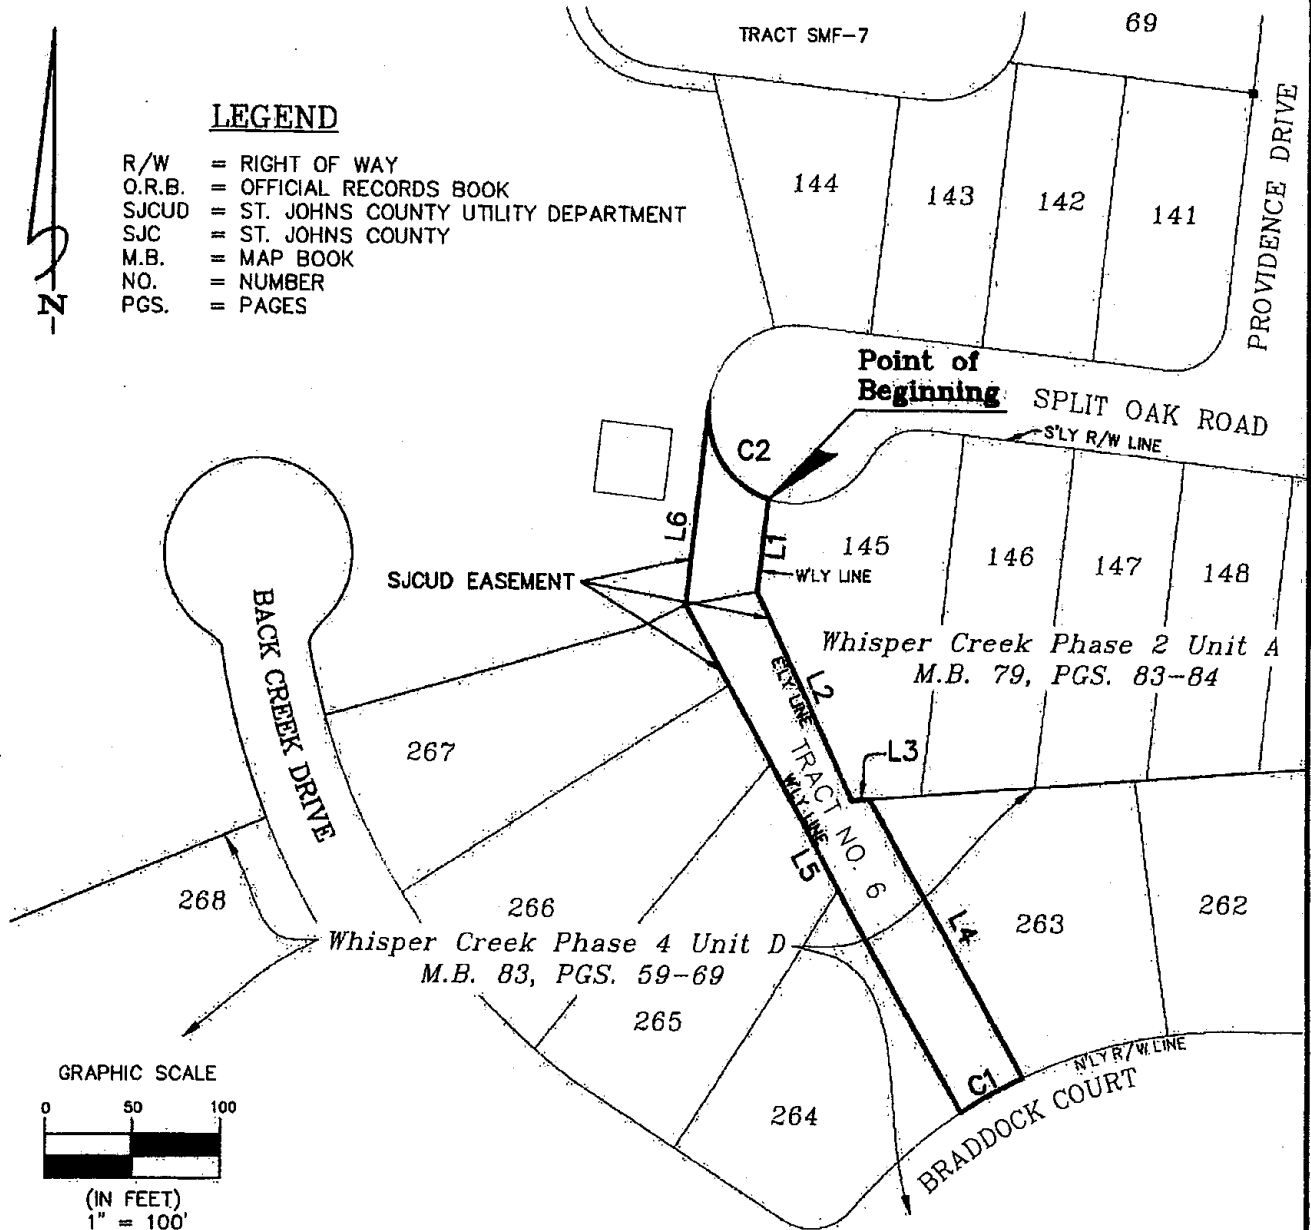 TRACT SMF-7
69
LEGEND
R/W = RIGHT OF WAY
O.R.B. = OFFICIAL RECORDS BOOK
SJCUD = ST. JOHNS COUNTY UTILITY DEPARTMENT
SJC = ST. JOHNS COUNTY
M.B. = MAP BOOK
NO. = NUMBER
PGS. = PAGES
N
144
143
142
141
PROVIDENCE DRIVE
Point of
Beginning
SPLIT OAK ROAD
S'LY R/W LINE
C2
L6
L1
145
146
147
148
W'LY LINE
SJCUD EASEMENT
BACK CREEK DRIVE
Whisper Creek Phase 2 Unit A
M.B. 79, PGS. 83-84
L2
E'LY LINE
TRACT NO. 6
W'LY LINE
L3
L5
267
268
266
263
262
L4
Whisper Creek Phase 4 Unit D
M.B. 83, PGS. 59-69
265
264
C1
N'LY R/W LINE
BRADDOCK COURT
GRAPHIC SCALE
0 50 100
(IN FEET)
1" = 100'